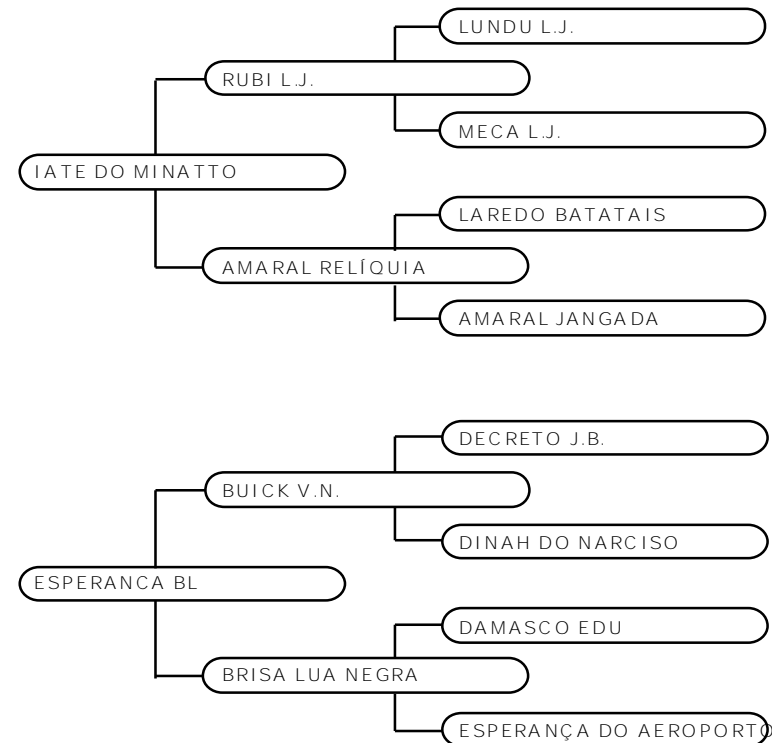 LUNDU L.J.
RUBI L.J.
MECA L.J.
IATE DO MINATTO
LAREDO BATATAIS
AMARAL RELÍQUIA
AMARAL JANGADA
DECRETO J.B.
BUICK V.N.
DINAH DO NARCISO
ESPERANCA BL
DAMASCO EDU
BRISA LUA NEGRA
ESPERANÇA DO AEROPORTO